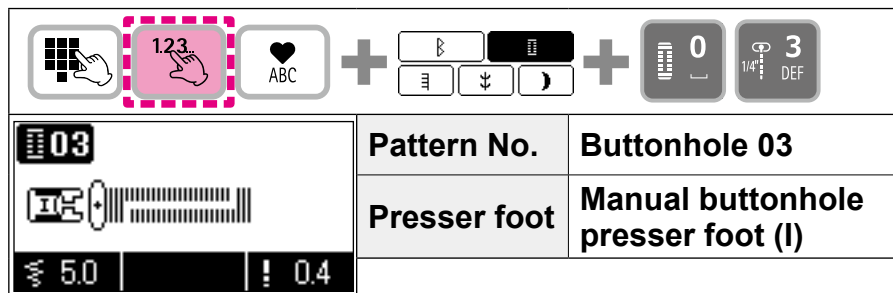 1.2.3...
ABC
0
3
1/4"
DEF
03
Pattern No.
Buttonhole 03
I
Presser foot
Manual buttonhole
presser foot (I)
5.0
! 0.4